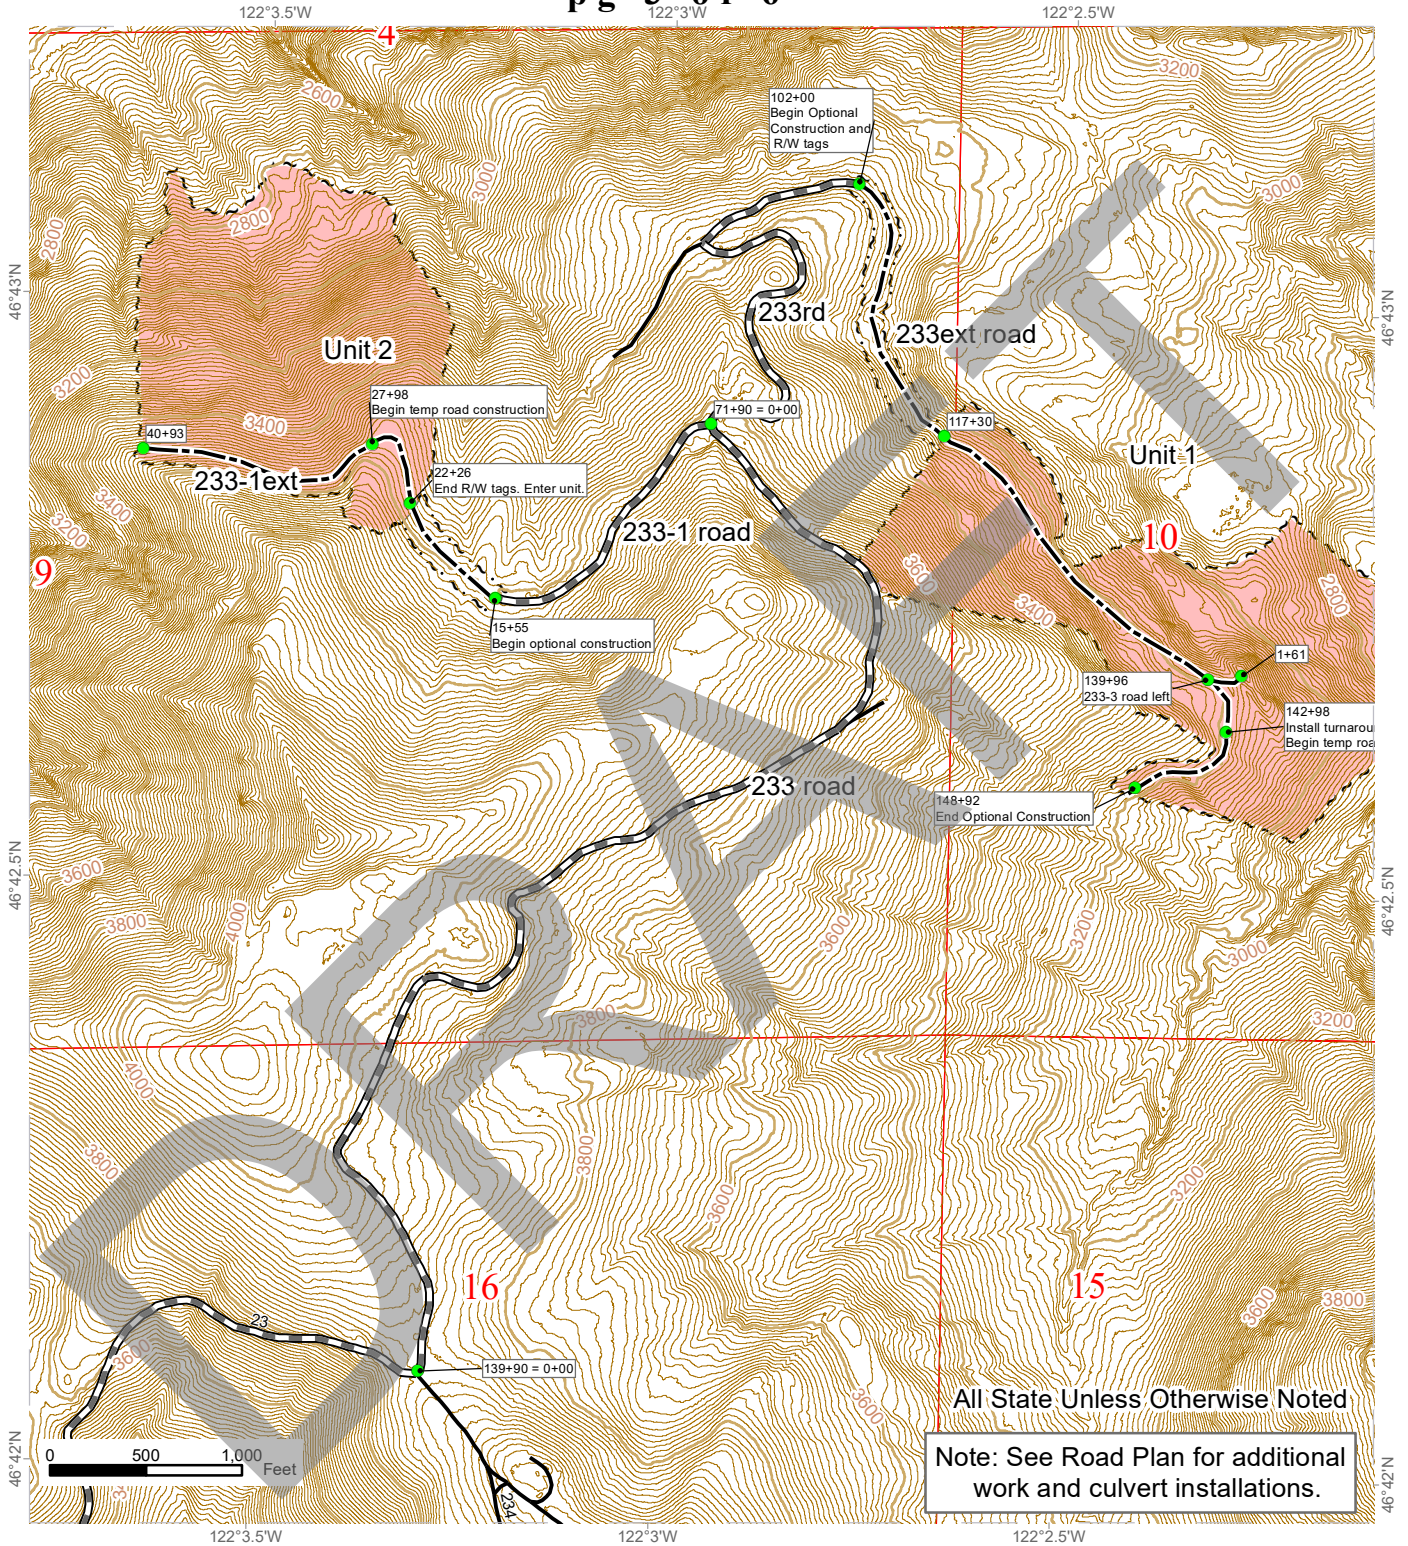 122°3.5'W
122°3'W
122°2.5'W
4
2600
3200
102+00
Begin Optional
Construction and
R/W tags
3000
3000
2800
2800
46°43'N
46°43'N
233rd
233ext road
Unit 2
3200
27+98
Begin temp road construction
71+90 = 0+00
3400
40+93
117+30
Unit 1
233-1ext
22+26
End R/W tags. Enter unit.
3400
3200
233-1 road
10
9
3600
2800
3400
15+55
Begin optional construction
1+61
139+96
233-3 road left
142+98
Install turnarou
Begin temp roa
233 road
148+92
End Optional Construction
3600
46°42.5'N
46°42.5'N
3800
4000
3600
3200
3000
3800
3200
4000
3800
3800
3600
3200
16
15
3600
3800
23
3600
139+90 = 0+00
All State Unless Otherwise Noted
3600
0 500 1,000
Feet
Note: See Road Plan for additional
work and culvert installations.
46°42'N
46°42'N
234
122°3.5'W
122°3'W
122°2.5'W
DRAFT